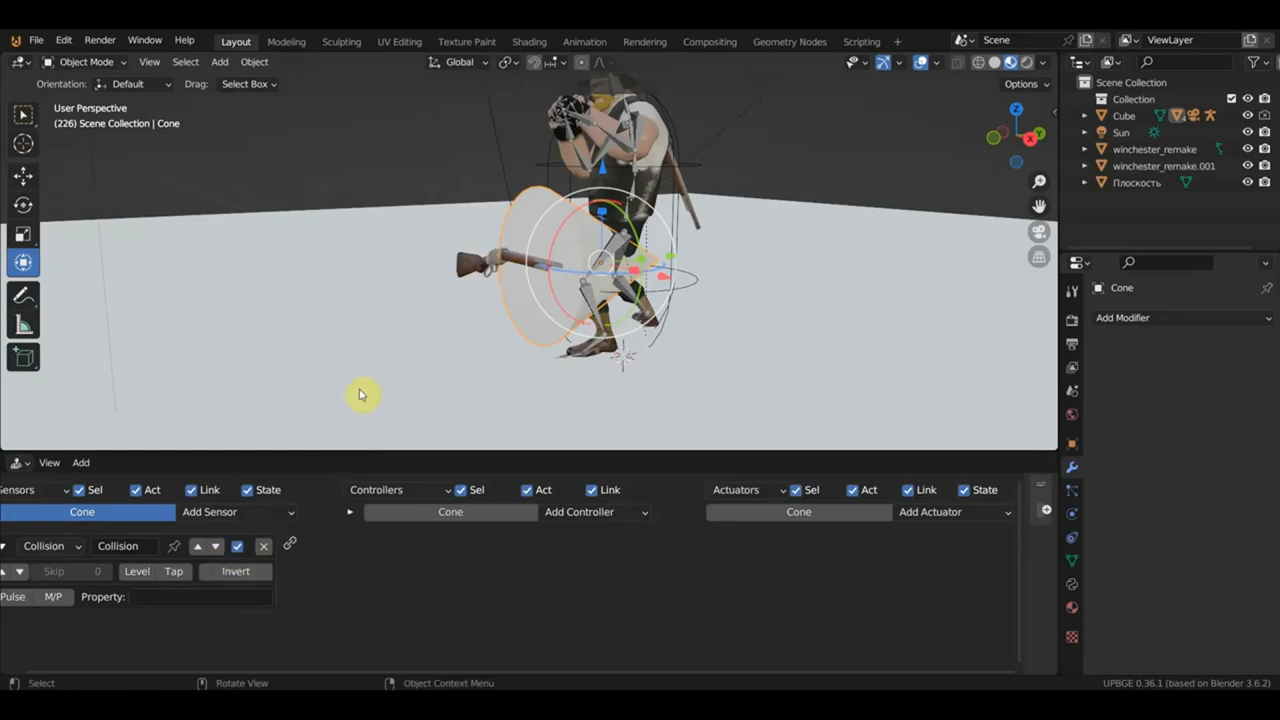 File Edit Render Window Help Layout Modeling Sculpting UV Editing Texture Paint Shading Animation Rendering Compositing Geometry Nodes Scripting + Scene ViewLayer
Object Mode View Select Add Object Global
Orientation: Default Drag: Select Box Options
User Perspective
(226) Scene Collection | Cone
Z
Y
X
Scene Collection
Collection
Cube
Sun
winchester_remake
winchester_remake.001
Плоскость
Cone
Add Modifier
View Add
Sensors Sel Act Link State Controllers Sel Act Link Actuators Sel Act Link State
Cone Add Sensor Cone Add Controller Cone Add Actuator
Collision Collision
Skip 0 Level Tap Invert
Pulse M/P Property:
Select Rotate View Object Context Menu UPBGE 0.36.1 (based on Blender 3.6.2)